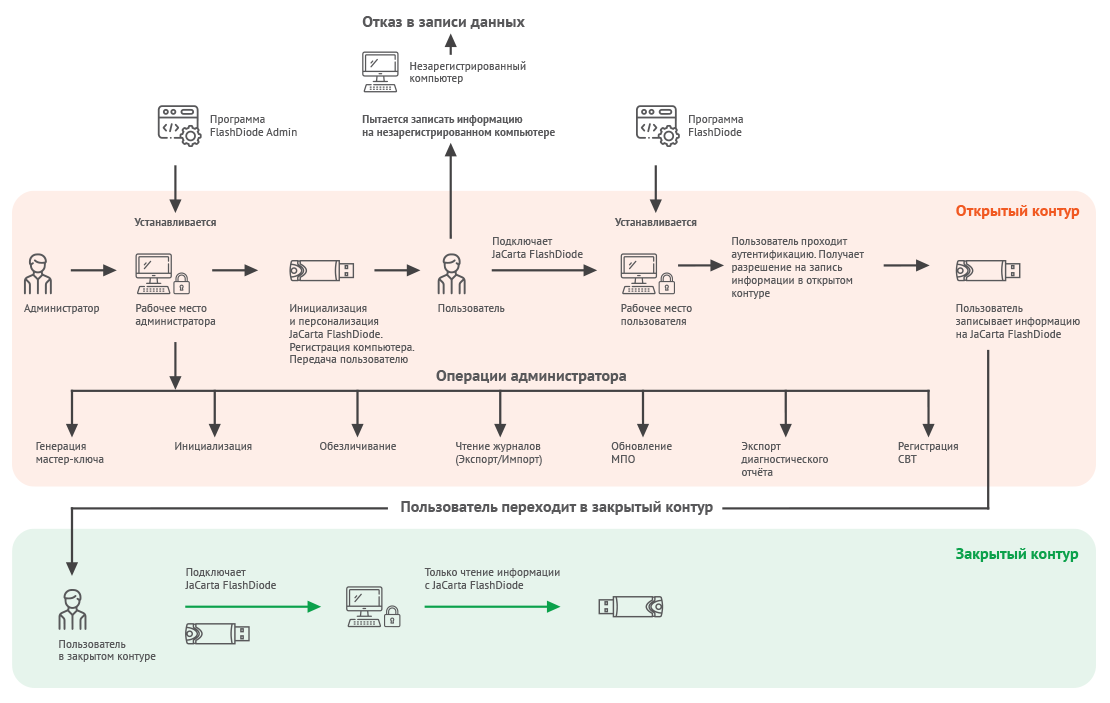 Отказ в записи данных
Незарегистрированный
компьютер
Программа
FlashDiode Admin
Пытается записать информацию
на незарегистрированном компьютере
Программа
FlashDiode
Открытый контур
Устанавливается
Устанавливается
Подключает
JaCarta FlashDiode
Пользователь проходит
аутентификацию. Получает
разрешение на запись
информации в открытом
контуре
Администратор
Рабочее место
администратора
Инициализация
и персонализация
JaCarta FlashDiode.
Регистрация компьютера.
Передача пользователю
Пользователь
Рабочее место
пользователя
Пользователь
записывает информацию
на JaCarta FlashDiode
Операции администратора
Генерация
мастер-ключа
Инициализация
Обезличивание
Чтение журналов
(Экспорт/Импорт)
Обновление
МПО
Экспорт
диагностического
отчёта
Регистрация
СВТ
Пользователь переходит в закрытый контур
Закрытый контур
Подключает
JaCarta FlashDiode
Только чтение информации
с JaCarta FlashDiode
Пользователь
в закрытом контуре